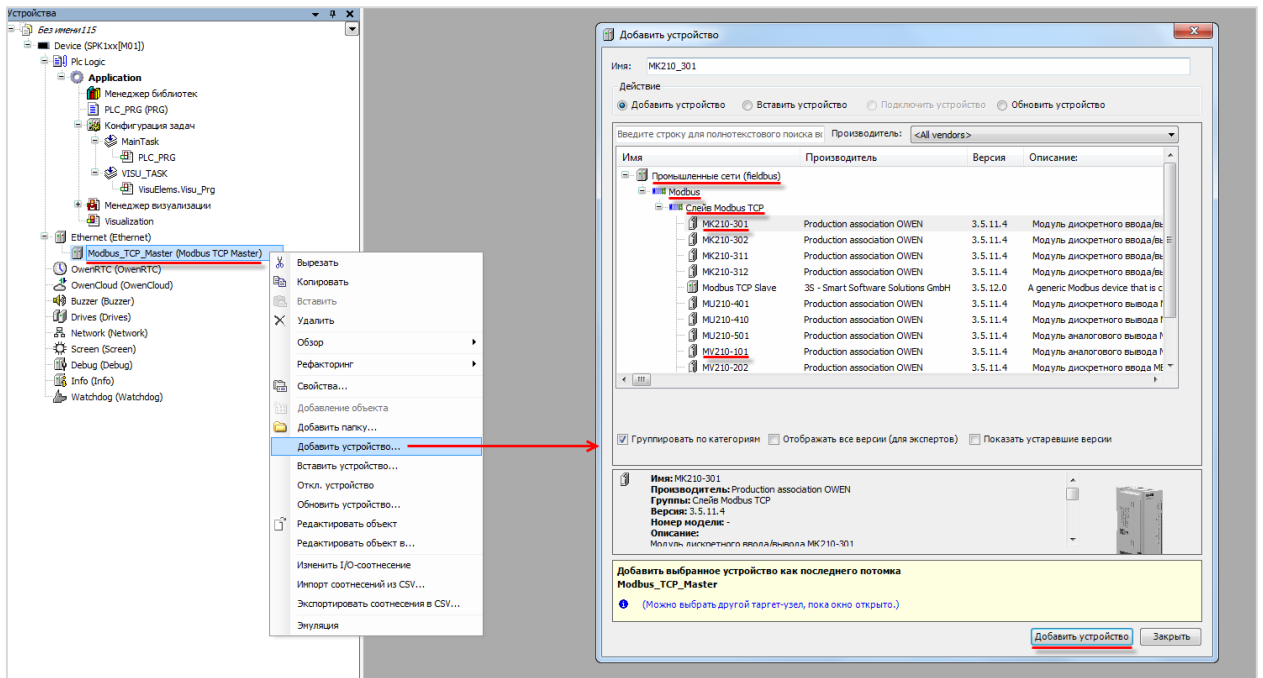 Устройства
Без имени115
Device (SPK1xx[M01])
Plc Logic
Application
Менеджер библиотек
PLC_PRG (PRG)
Конфигурация задач
MainTask
PLC_PRG
VISU_TASK
VisuElems.Visu_Prg
Менеджер визуализации
Visualization
Ethernet (Ethernet)
Modbus_TCP_Master (Modbus TCP Master)
OwenRTC (OwenRTC)
OwenCloud (OwenCloud)
Buzzer (Buzzer)
Drives (Drives)
Network (Network)
Screen (Screen)
Debug (Debug)
Info (Info)
Watchdog (Watchdog)
Вырезать
Копировать
Вставить
Удалить
Обзор
Рефакторинг
Свойства...
Добавление объекта
Добавить папку...
Добавить устройство...
Вставить устройство...
Откл. устройство
Обновить устройство...
Редактировать объект
Редактировать объект в...
Изменить I/O-соотнесение
Импорт соотнесений из CSV...
Экспортировать соотнесения в CSV...
Эмуляция
Добавить устройство
Имя: MK210_301
Действие
Добавить устройство Вставить устройство Подключить устройство Обновить устройство
Введите строку для полнотекстового поиска вс Производитель: <All vendors>
Имя Производитель Версия Описание:
Промышленные сети (fieldbus)
Modbus
Слейв Modbus TCP
MK210-301 Production association OWEN 3.5.11.4 Модуль дискретного ввода/вы
MK210-302 Production association OWEN 3.5.11.4 Модуль дискретного ввода/вы
MK210-311 Production association OWEN 3.5.11.4 Модуль дискретного ввода/вы
MK210-312 Production association OWEN 3.5.11.4 Модуль дискретного ввода/вы
Modbus TCP Slave 3S - Smart Software Solutions GmbH 3.5.12.0 A generic Modbus device that is c
MU210-401 Production association OWEN 3.5.11.4 Модуль дискретного вывода М
MU210-410 Production association OWEN 3.5.11.4 Модуль дискретного вывода М
MU210-501 Production association OWEN 3.5.11.4 Модуль аналогового вывода М
MV210-101 Production association OWEN 3.5.11.4 Модуль аналогового вывода М
MV210-202 Production association OWEN 3.5.11.4 Модуль дискретного ввода МВ
Группировать по категориям Отображать все версии (для экспертов) Показать устаревшие версии
Имя: MK210-301
Производитель: Production association OWEN
Группы: Слейв Modbus TCP
Версия: 3.5.11.4
Номер модели: -
Описание:
Модуль дискретного ввода/вывода MK210-301
Добавить выбранное устройство как последнего потомка
Modbus_TCP_Master
(Можно выбрать другой таргет-узел, пока окно открыто.)
Добавить устройство Закрыть